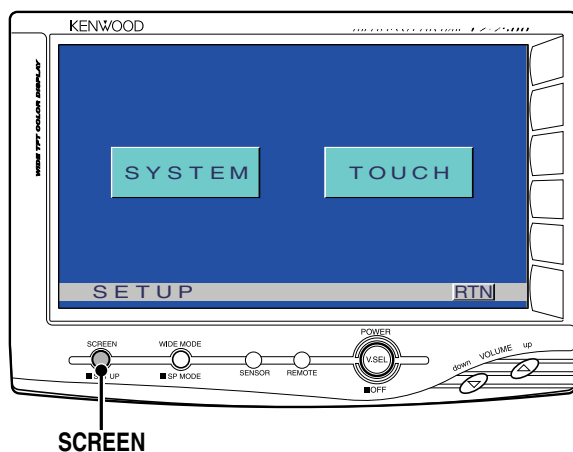 KENWOOD
WIDE TFT COLOR DISPLAY
SYSTEM
TOUCH
SETUP
RTN
SCREEN
WIDE MODE
POWER
SENSOR
REMOTE
V.SEL
down VOLUME up
■SP MODE
■OFF
SCREEN